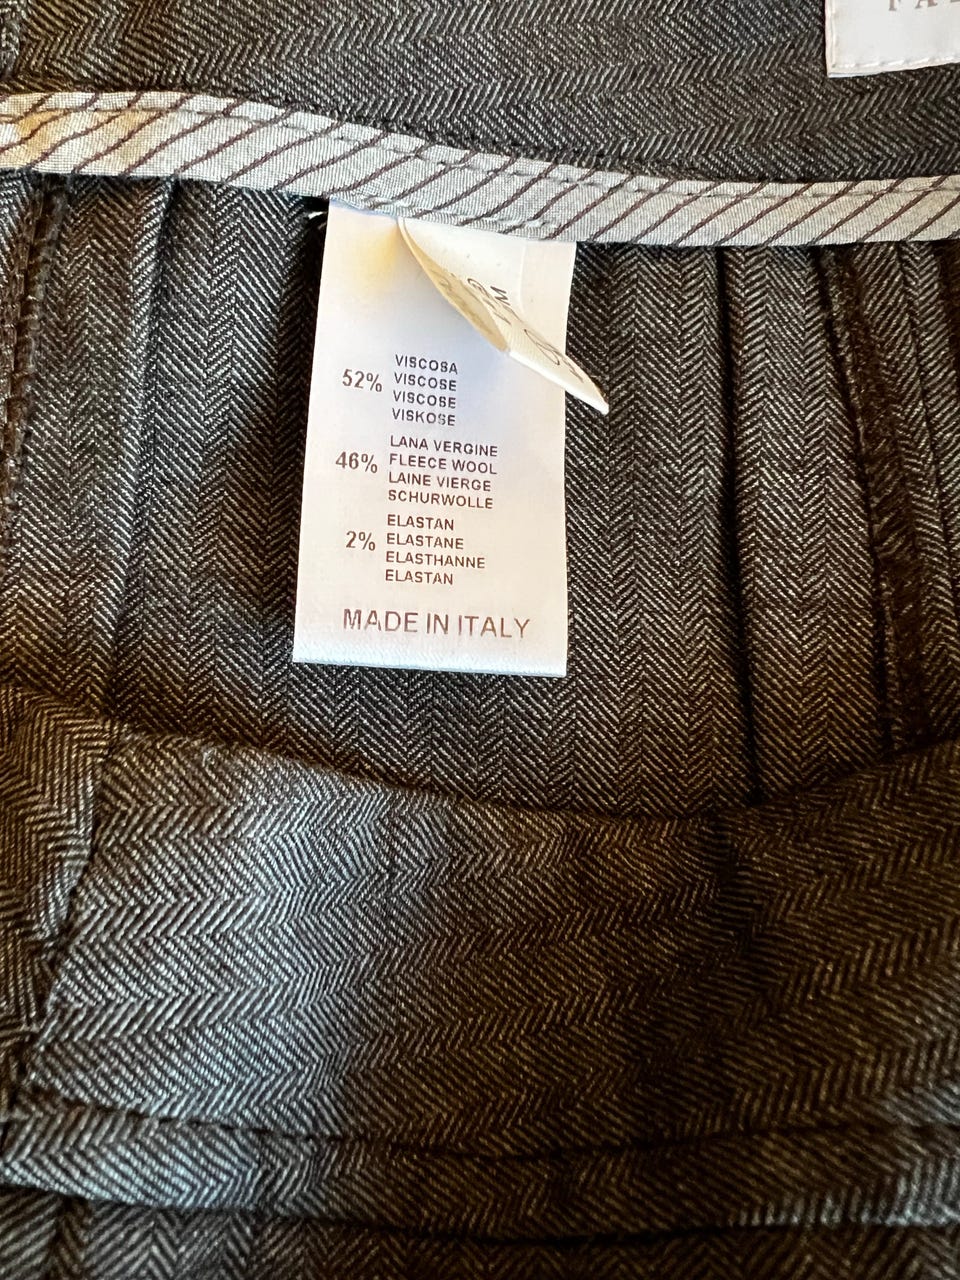 52%
VISCOSA
VISCOSE
VISCOSE
VISKOSE
46%
LANA VERGINE
FLEECE WOOL
LAINE VIERGE
SCHURWOLLE
2%
ELASTAN
ELASTANE
ELASTHANNE
ELASTAN
MADE IN ITALY